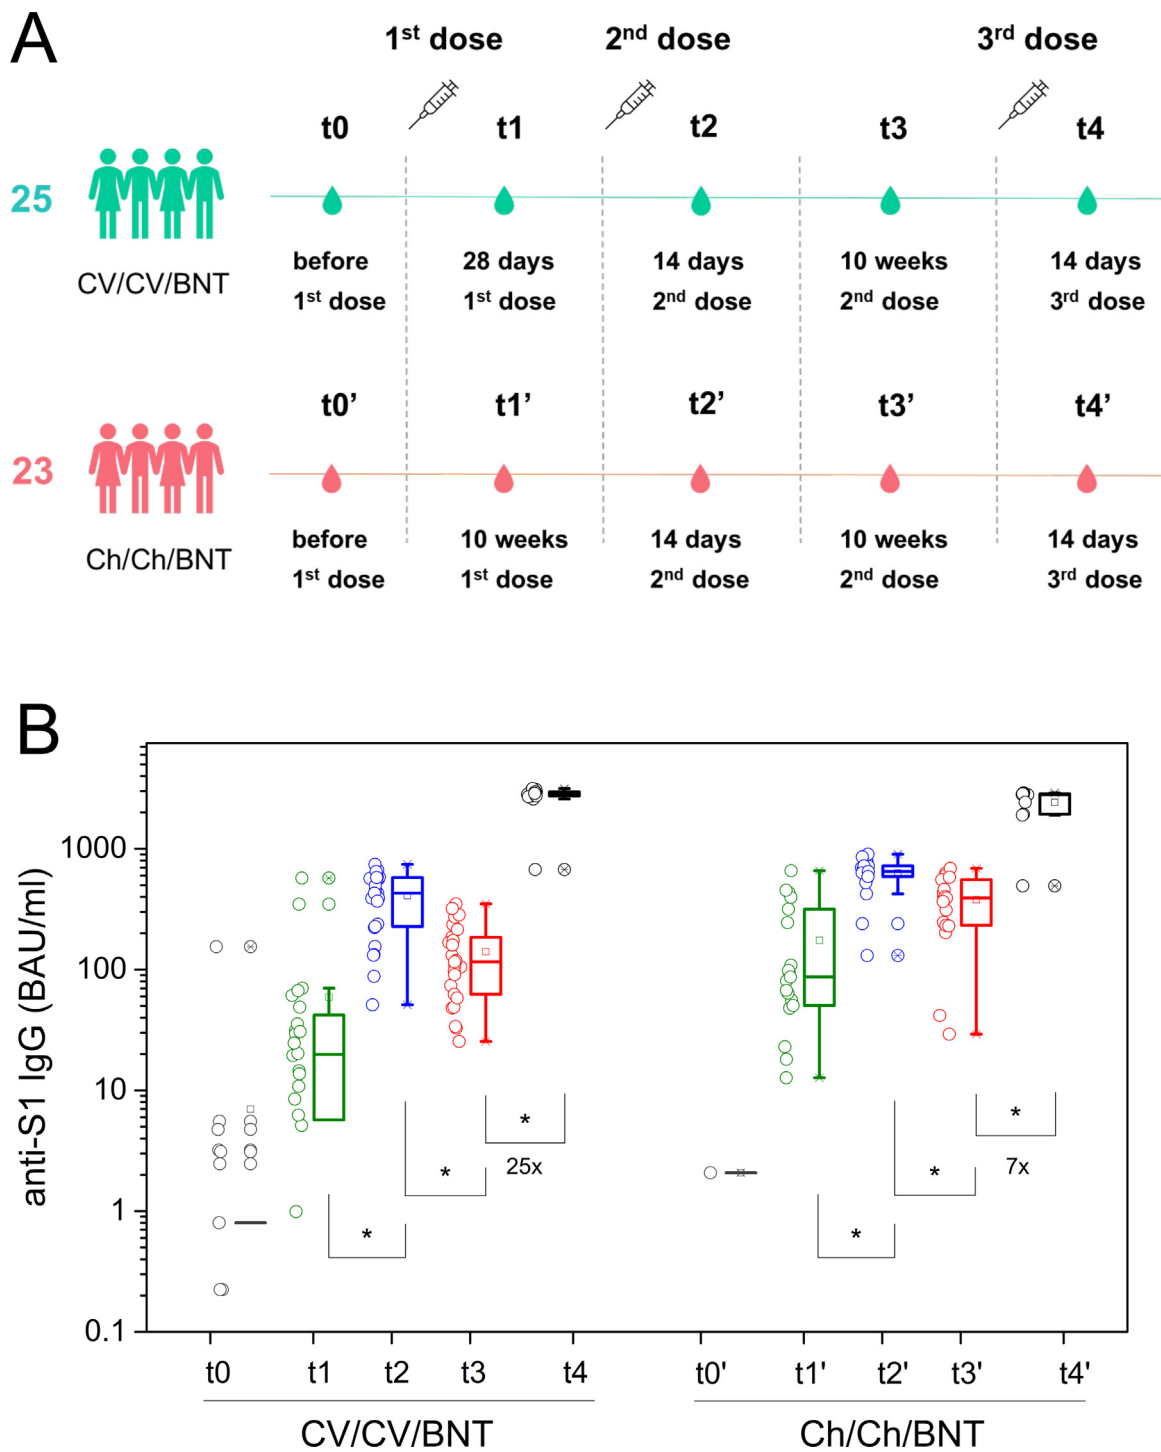 A
1st dose 2nd dose 3rd dose
t0 t1 t2 t3 t4
25
CV/CV/BNT
before 28 days 14 days 10 weeks 14 days
1st dose 1st dose 2nd dose 2nd dose 3rd dose
t0’ t1’ t2’ t3’ t4’
23
Ch/Ch/BNT
before 10 weeks 14 days 10 weeks 14 days
1st dose 1st dose 2nd dose 2nd dose 3rd dose
B
anti-S1 IgG (BAU/ml)
1000
100
10
1
0.1
* *
* 25x * 7x
* *
t0 t1 t2 t3 t4 t0' t1' t2' t3' t4'
CV/CV/BNT Ch/Ch/BNT